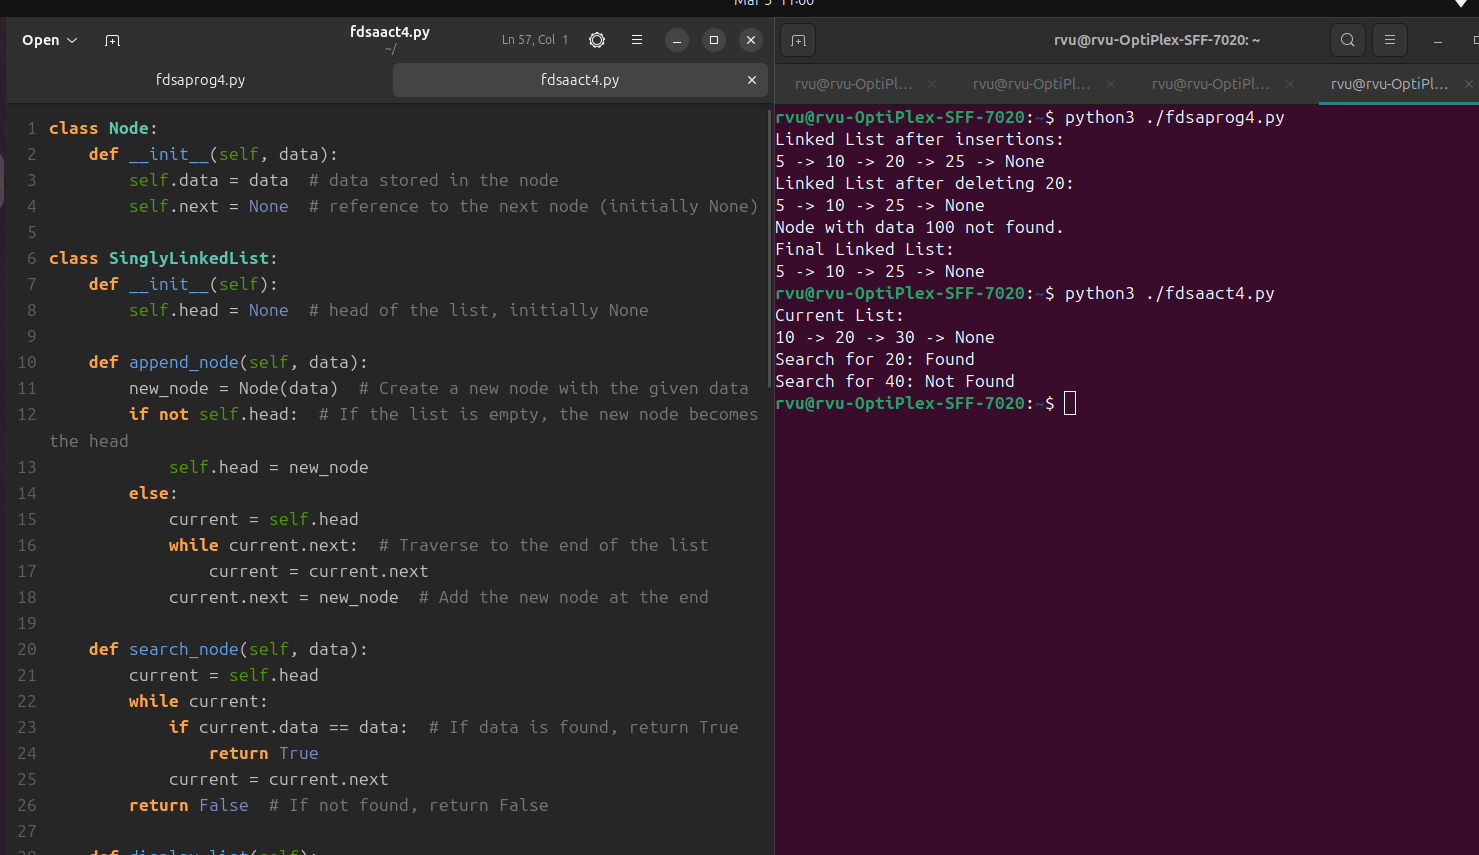 Mar 5 11:00
Open
fdsaact4.py
~/
Ln 57, Col 1
fdsaprog4.py
fdsaact4.py
1 class Node:
2     def __init__(self, data):
3         self.data = data  # data stored in the node
4         self.next = None  # reference to the next node (initially None)
5
6 class SinglyLinkedList:
7     def __init__(self):
8         self.head = None  # head of the list, initially None
9
10     def append_node(self, data):
11         new_node = Node(data)  # Create a new node with the given data
12         if not self.head:  # If the list is empty, the new node becomes
the head
13             self.head = new_node
14         else:
15             current = self.head
16             while current.next:  # Traverse to the end of the list
17                 current = current.next
18             current.next = new_node  # Add the new node at the end
19
20     def search_node(self, data):
21         current = self.head
22         while current:
23             if current.data == data:  # If data is found, return True
24                 return True
25             current = current.next
26         return False  # If not found, return False
27
def display_list(self):
rvu@rvu-OptiPlex-SFF-7020: ~
rvu@rvu-OptiPl...
rvu@rvu-OptiPl...
rvu@rvu-OptiPl...
rvu@rvu-OptiPl...
rvu@rvu-OptiPlex-SFF-7020:~$ python3 ./fdsaprog4.py
Linked List after insertions:
5 -> 10 -> 20 -> 25 -> None
Linked List after deleting 20:
5 -> 10 -> 25 -> None
Node with data 100 not found.
Final Linked List:
5 -> 10 -> 25 -> None
rvu@rvu-OptiPlex-SFF-7020:~$ python3 ./fdsaact4.py
Current List:
10 -> 20 -> 30 -> None
Search for 20: Found
Search for 40: Not Found
rvu@rvu-OptiPlex-SFF-7020:~$